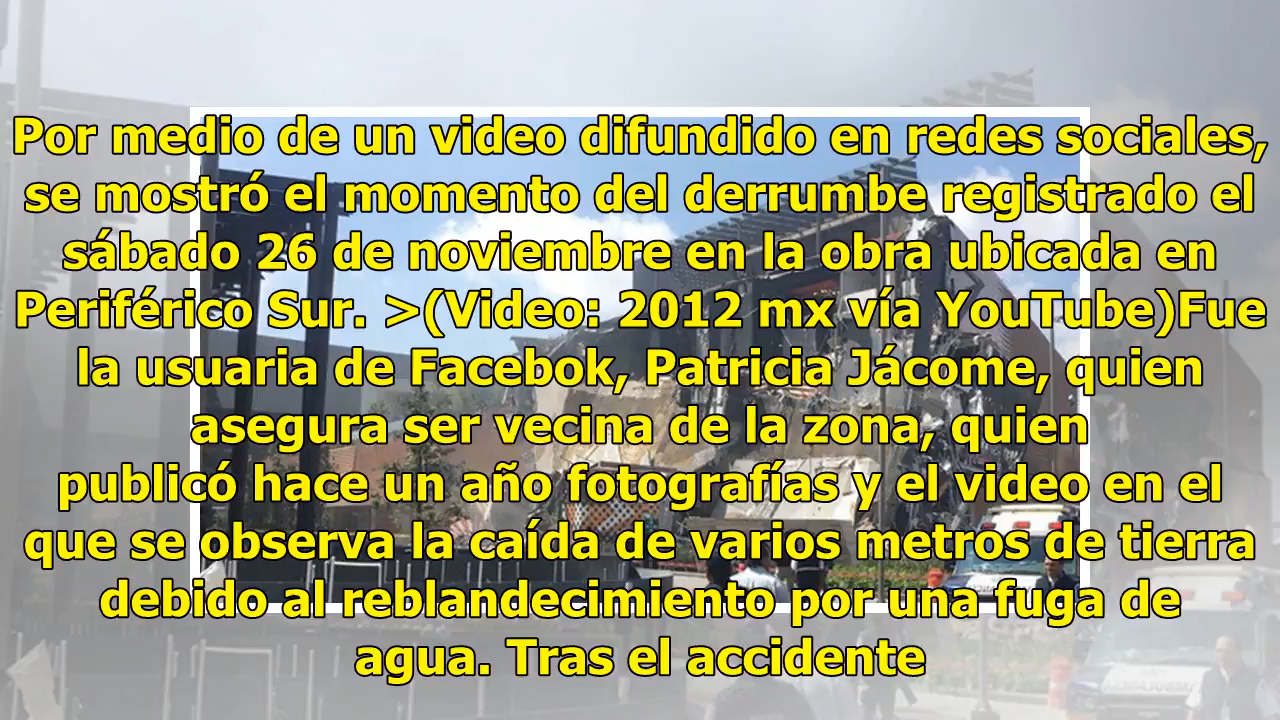 Por medio de un video difundido en redes sociales,
se mostró el momento del derrumbe registrado el
sábado 26 de noviembre en la obra ubicada en
Periférico Sur. >(Video: 2012 mx vía YouTube)Fue
la usuaria de Facebok, Patricia Jácome, quien
asegura ser vecina de la zona, quien
publicó hace un año fotografías y el video en el
que se observa la caída de varios metros de tierra
debido al reblandecimiento por una fuga de
agua. Tras el accidente